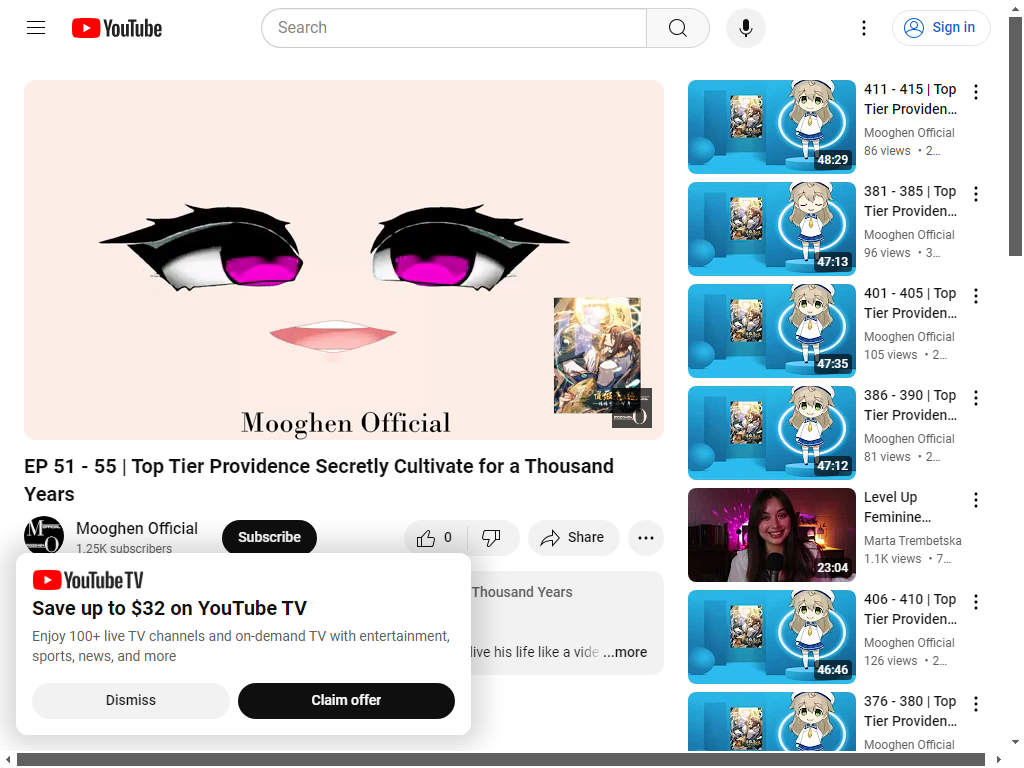 YouTube
Search
Sign in
Mooghen Official
EP 51 - 55 | Top Tier Providence Secretly Cultivate for a Thousand
Years
Mooghen Official
1.25K subscribers
Subscribe
0
Share
Thousand Years
live his life like a vide ...more
YouTube TV
Save up to $32 on YouTube TV
Enjoy 100+ live TV channels and on-demand TV with entertainment,
sports, news, and more
Dismiss
Claim offer
48:29
411 - 415 | Top
Tier Providen...
Mooghen Official
86 views • 2...
47:13
381 - 385 | Top
Tier Providen...
Mooghen Official
96 views • 3...
47:35
401 - 405 | Top
Tier Providen...
Mooghen Official
105 views • 2...
47:12
386 - 390 | Top
Tier Providen...
Mooghen Official
81 views • 2...
23:04
Level Up
Feminine...
Marta Trembetska
1.1K views • 7...
46:46
406 - 410 | Top
Tier Providen...
Mooghen Official
126 views • 2...
376 - 380 | Top
Tier Providen...
Mooghen Official